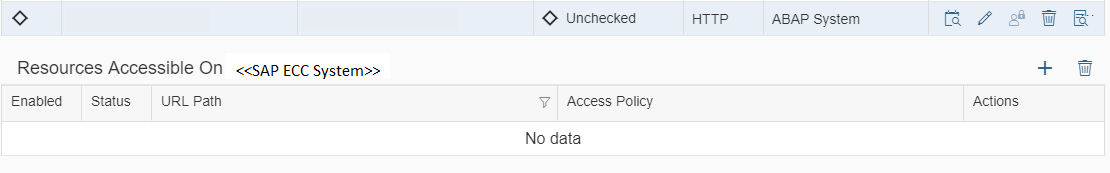 Unchecked HTTP ABAP System
Resources Accessible On <<SAP ECC System>>
Enabled Status URL Path Access Policy Actions
No data